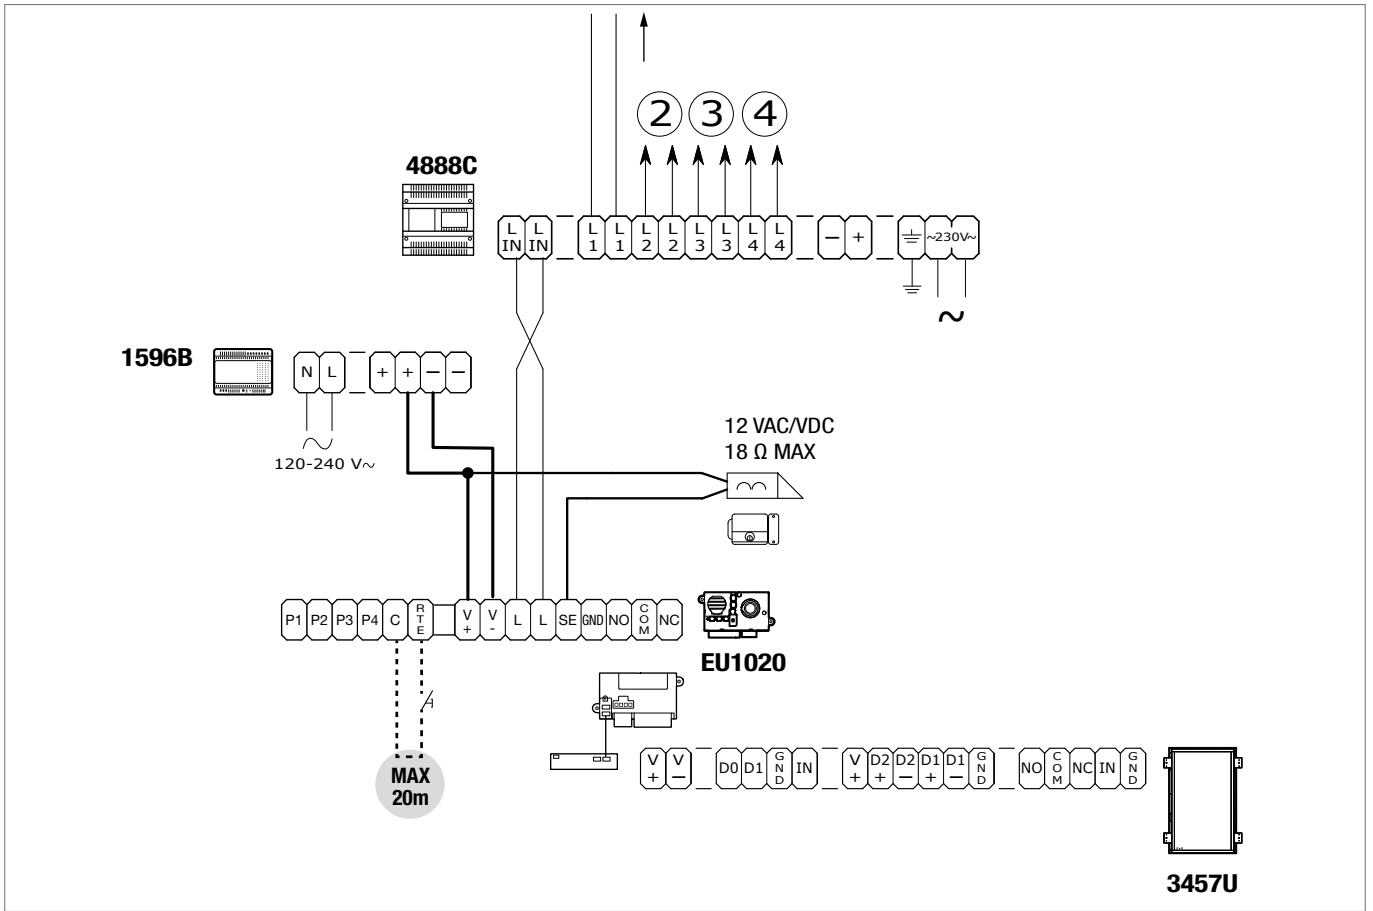 2 3 4
4888C
L IN L IN L 1 L 1 L 2 L 2 L 3 L 3 L 4 L 4 − + ~230V~
~
1596B
N L + + − −
120-240 V~
12 VAC/VDC
18 Ω MAX
P1 P2 P3 P4 C RTE V + V - L L SE GND NO COM NC
EU1020
V + V − D0 D1 GND IN V + D2 + D2 − D1 + D1 − GND NO COM NC IN GND
MAX
20m
3457U